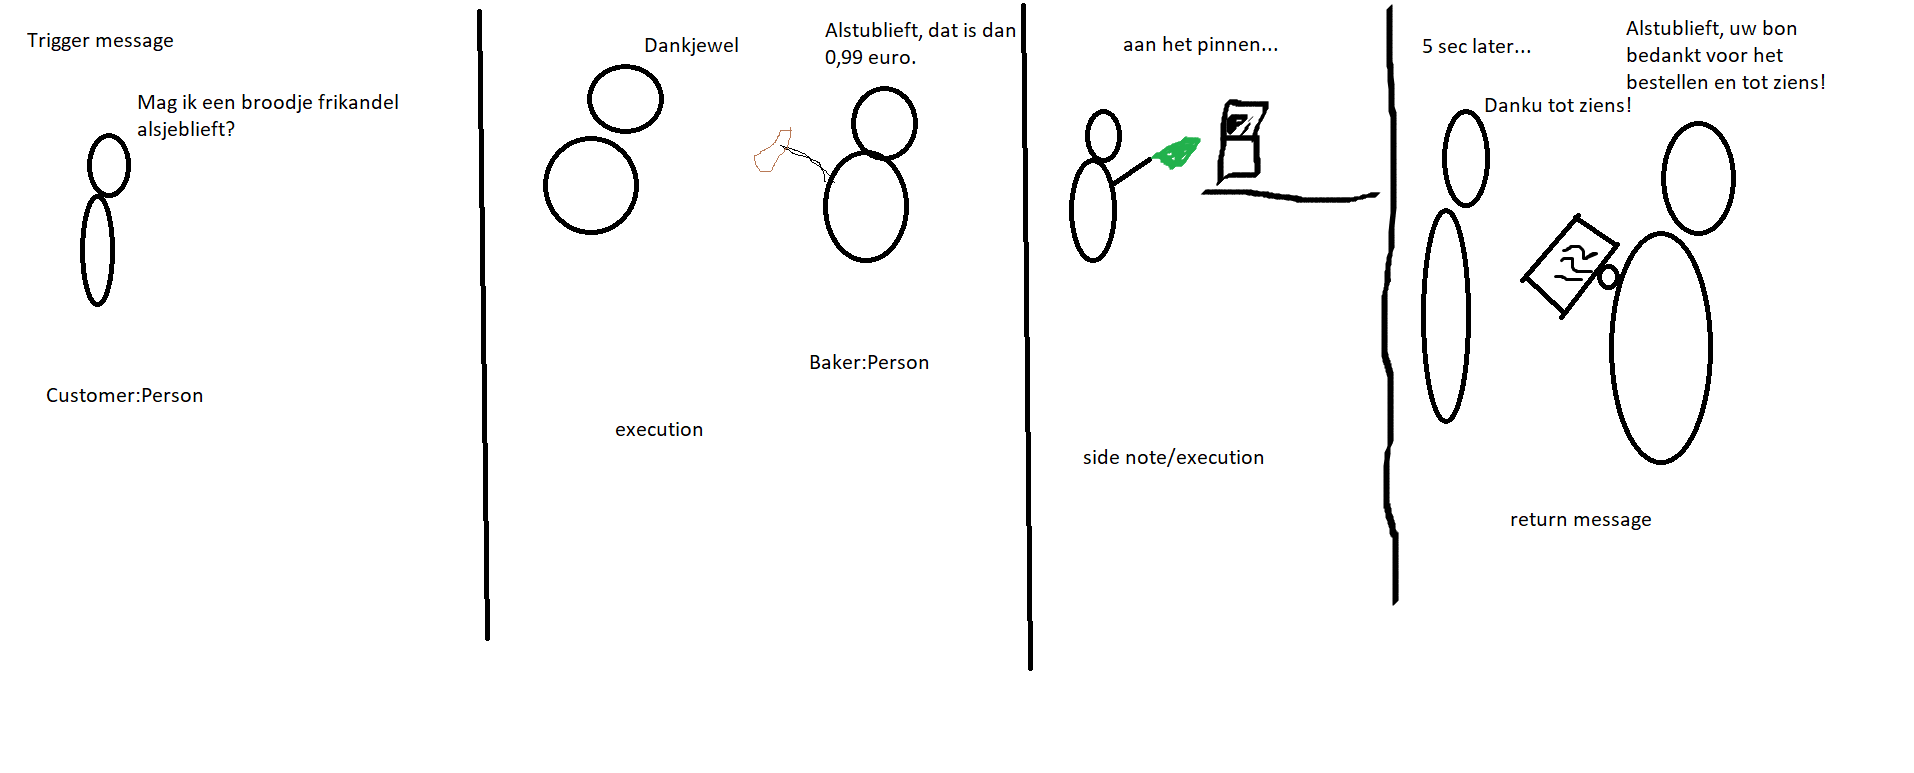 Trigger message
Mag ik een broodje frikandel
alsjeblieft?
Customer:Person
Dankjewel
Alstublieft, dat is dan
0,99 euro.
Baker:Person
execution
aan het pinnen...
side note/execution
5 sec later...
Alstublieft, uw bon
bedankt voor het
bestellen en tot ziens!
Danku tot ziens!
return message